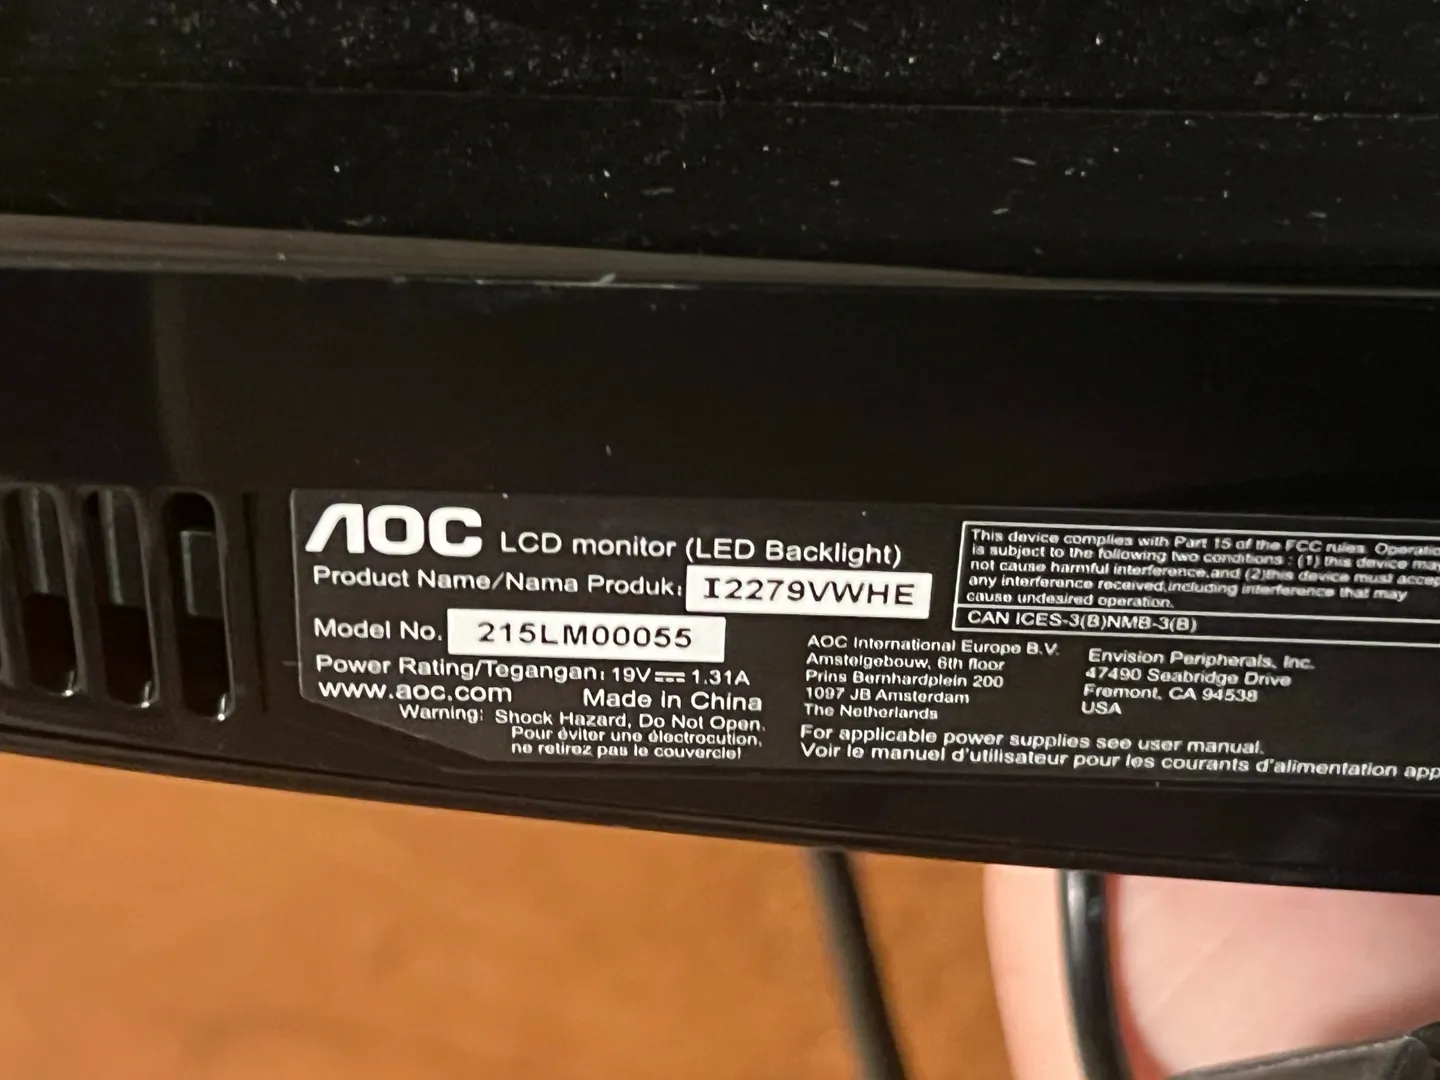 AOC LCD monitor (LED Backlight)
Product Name/Nama Produk: I2279VWHE
Model No. 215LM00055
Power Rating/Tegangan: 19V⎓1.31A
www.aoc.com Made in China
Warning: Shock Hazard, Do Not Open.
Pour éviter une électrocution,
ne retirez pas le couvercle!
This device complies with Part 15 of the FCC rules. Operatio
is subject to the following two conditions : (1) this device may
not cause harmful interference,and (2)this device must accep
any interference received,including interference that may
cause undesired operation.
CAN ICES-3(B)NMB-3(B)
AOC International Europe B.V.
Amstelgebouw, 6th floor
Prins Bernhardplein 200
1097 JB Amsterdam
The Netherlands
Envision Peripherals, Inc.
47490 Seabridge Drive
Fremont, CA 94538
USA
For applicable power supplies see user manual.
Voir le manuel d'utilisateur pour les courants d'alimentation app